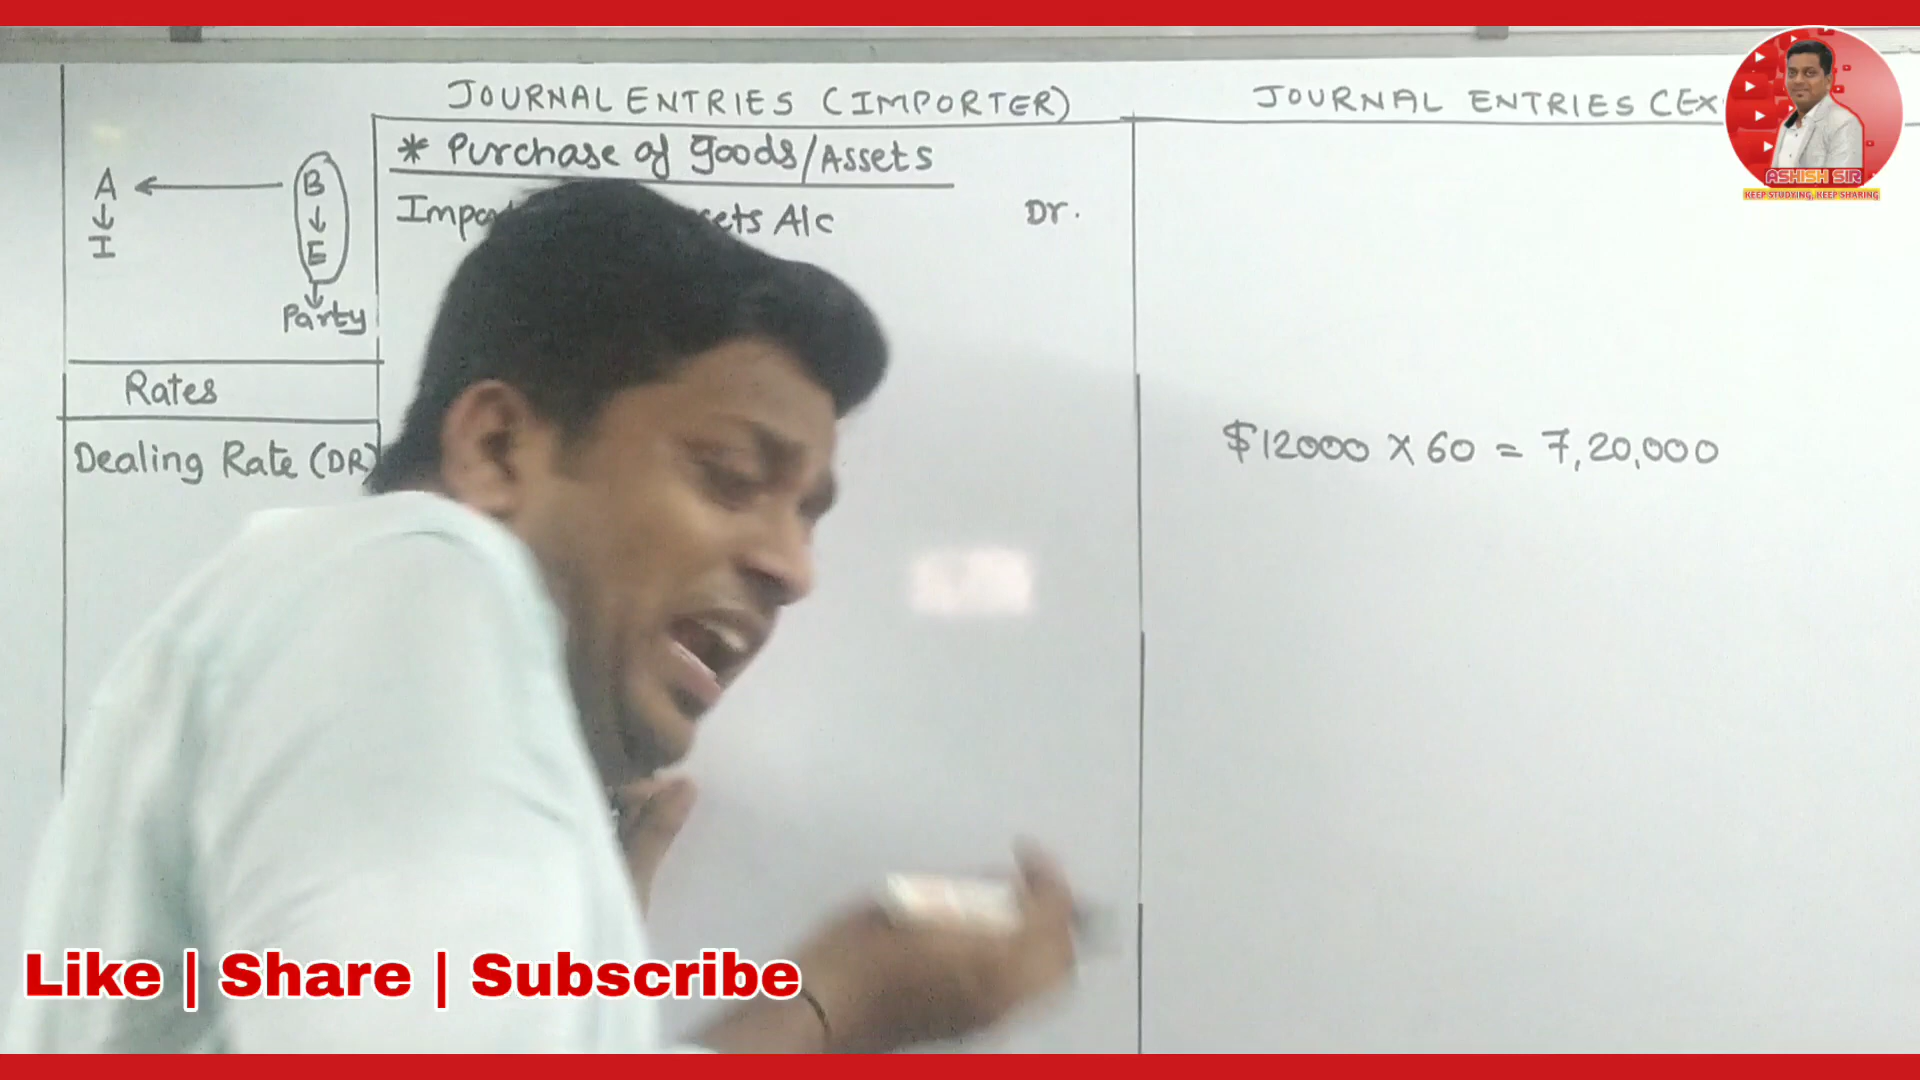 JOURNAL ENTRIES (IMPORTER)
JOURNAL ENTRIES (EX
ASHISH SIR
KEEP STUDYING, KEEP SHARING
* Purchase of goods/Assets
A ← B
↓ ↓
I E
↓
Party
A/c Dr.
Rates
Dealing Rate (DR)
$12000 × 60 = 7,20,000
Like | Share | Subscribe